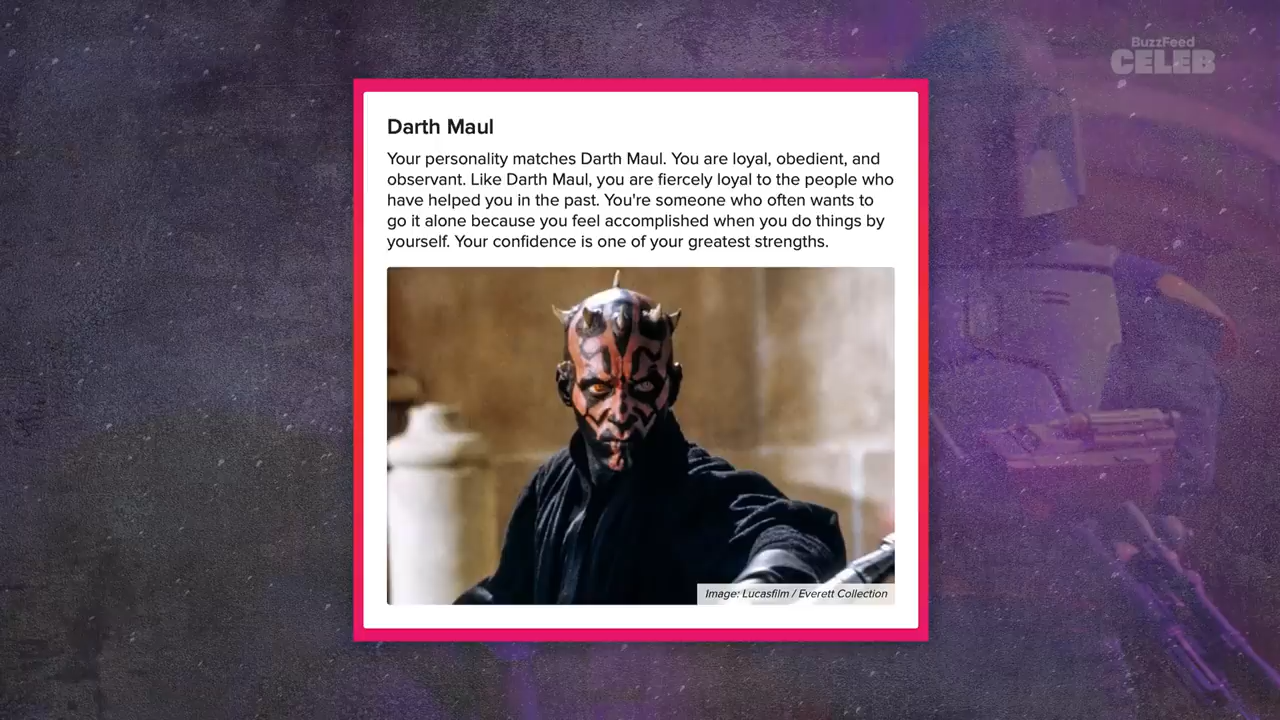 BuzzFeed
CELEB
Darth Maul
Your personality matches Darth Maul. You are loyal, obedient, and
observant. Like Darth Maul, you are fiercely loyal to the people who
have helped you in the past. You're someone who often wants to
go it alone because you feel accomplished when you do things by
yourself. Your confidence is one of your greatest strengths.
Image: Lucasfilm / Everett Collection